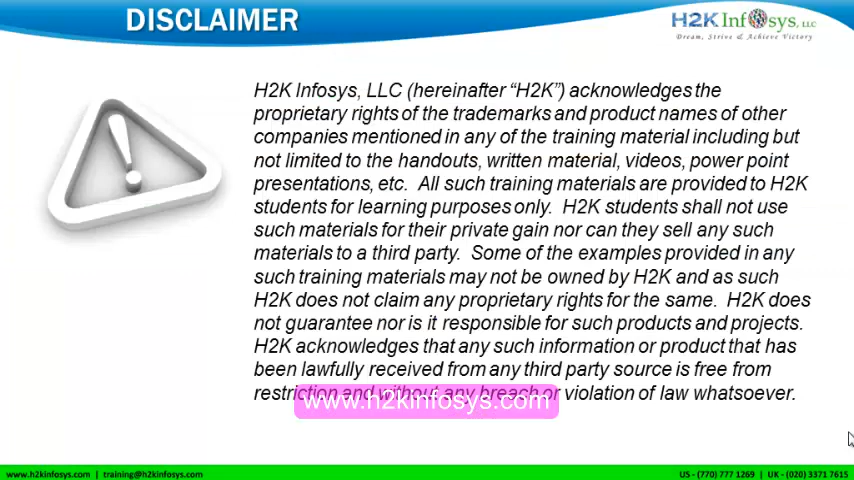 DISCLAIMER
H2K Infosys, LLC
Dream, Strive & Achieve Victory
H2K Infosys, LLC (hereinafter “H2K”) acknowledges the
proprietary rights of the trademarks and product names of other
companies mentioned in any of the training material including but
not limited to the handouts, written material, videos, power point
presentations, etc.  All such training materials are provided to H2K
students for learning purposes only.  H2K students shall not use
such materials for their private gain nor can they sell any such
materials to a third party.  Some of the examples provided in any
such training materials may not be owned by H2K and as such
H2K does not claim any proprietary rights for the same.  H2K does
not guarantee nor is it responsible for such products and projects.
H2K acknowledges that any such information or product that has
been lawfully received from any third party source is free from
restriction and without any breach or violation of law whatsoever.
www.h2kinfosys.com
www.h2kinfosys.com | training@h2kinfosys.com
US - (770) 777 1269 | UK - (020) 3371 7615